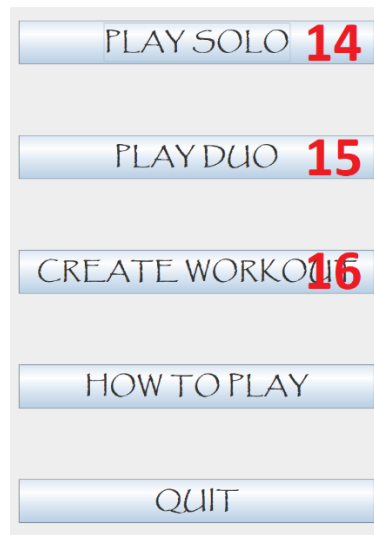 PLAY SOLO 14
PLAY DUO 15
CREATE WORKOUT 16
HOW TO PLAY
QUIT